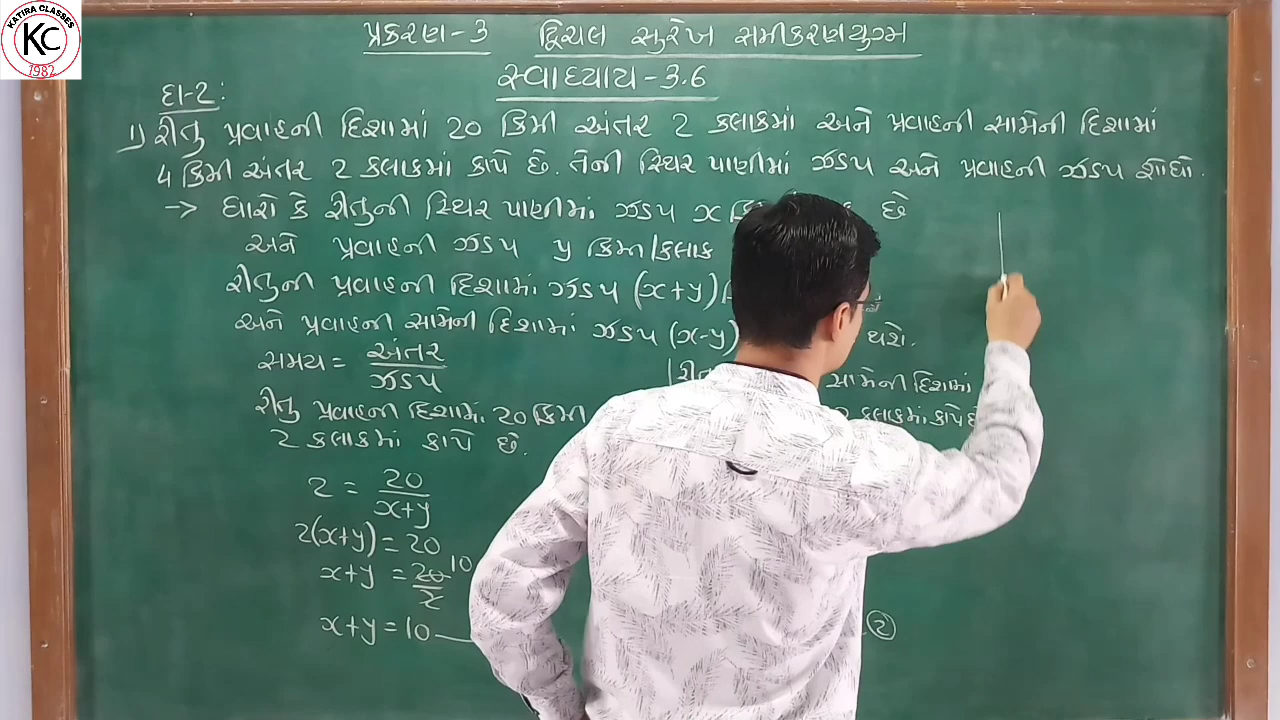 KATIRA CLASSES
KC
1982
પ્રકરણ-૩ દ્વિચલ સુરેખ સમીકરણયુગ્મ
સ્વાધ્યાય-૩.6
દા-2:
1) રીતુ પ્રવાહની દિશામાં 20 કિમી અંતર 2 કલાકમાં અને પ્રવાહની સામેની દિશામાં
4 કિમી અંતર 2 કલાકમાં કાપે છે. તેની સ્થિર પાણીમાં ઝડપ અને પ્રવાહની ઝડપ શોધો.
-> ધારો કે રીતુની સ્થિર પાણીમાં ઝડપ x છે
અને પ્રવાહની ઝડપ y કિમી/કલાક
રીતુની પ્રવાહની દિશામાં ઝડપ (x+y)
અને પ્રવાહની સામેની દિશામાં ઝડપ (x-y) થશે.
સમય = અંતર/ઝડપ
રીતુ પ્રવાહની દિશામાં 20 કિમી
2 કલાકમાં કાપે છે.
સામેની દિશામાં
2 કલાકમાં કાપે છે
2 = 20/x+y
2(x+y) = 20
x+y = 20/2 10
x+y = 10
②